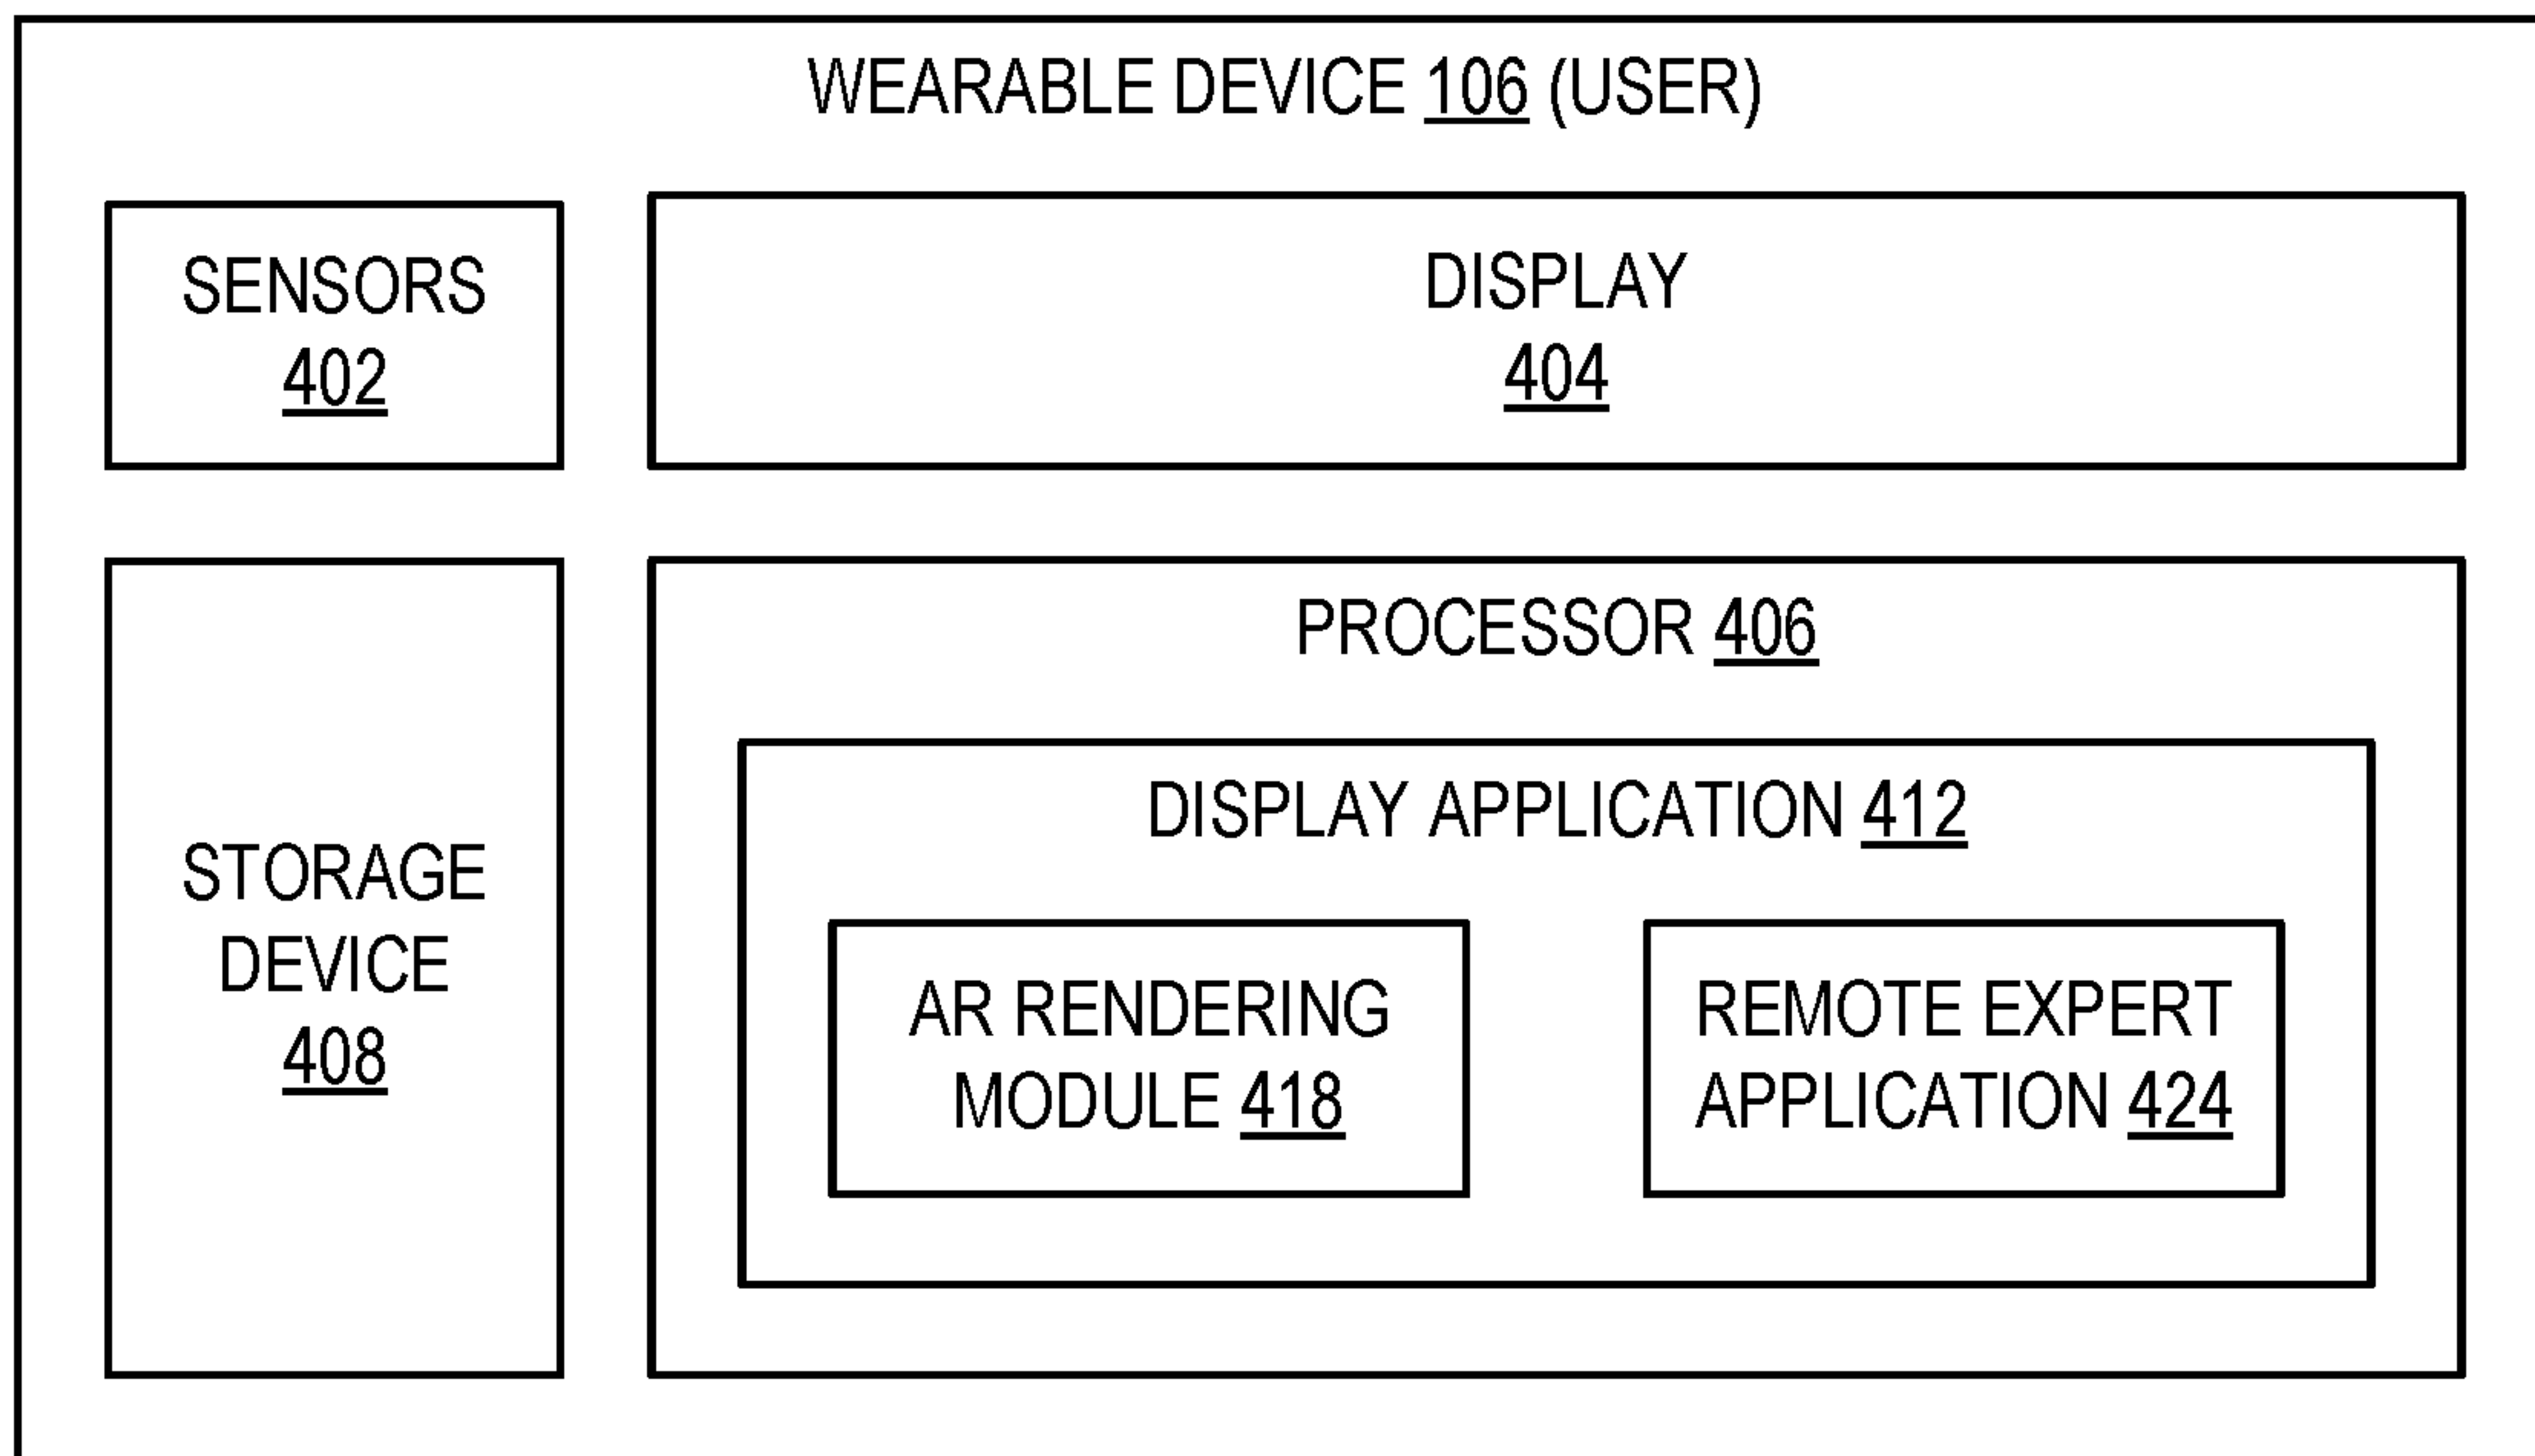 WEARABLE DEVICE 106 (USER)
SENSORS
402
DISPLAY
404
STORAGE
DEVICE
408
PROCESSOR 406
DISPLAY APPLICATION 412
AR RENDERING
MODULE 418
REMOTE EXPERT
APPLICATION 424